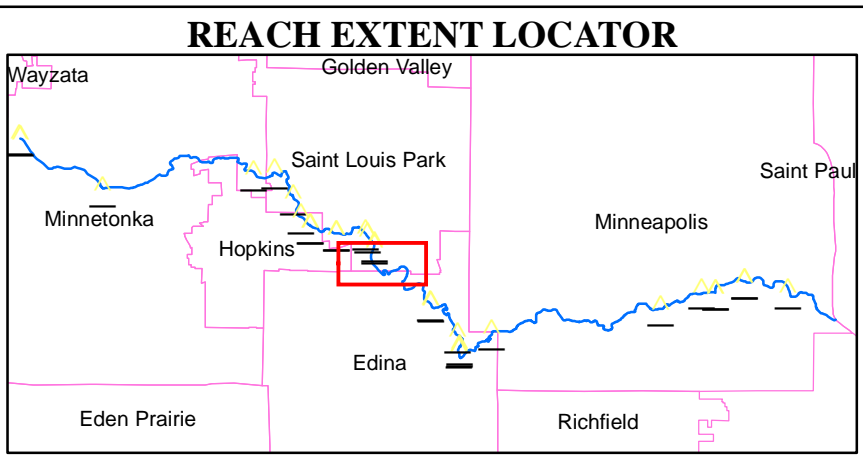 REACH EXTENT LOCATOR
Wayzata
Golden Valley
Saint Louis Park
Saint Paul
Minnetonka
Minneapolis
Hopkins
Edina
Eden Prairie
Richfield